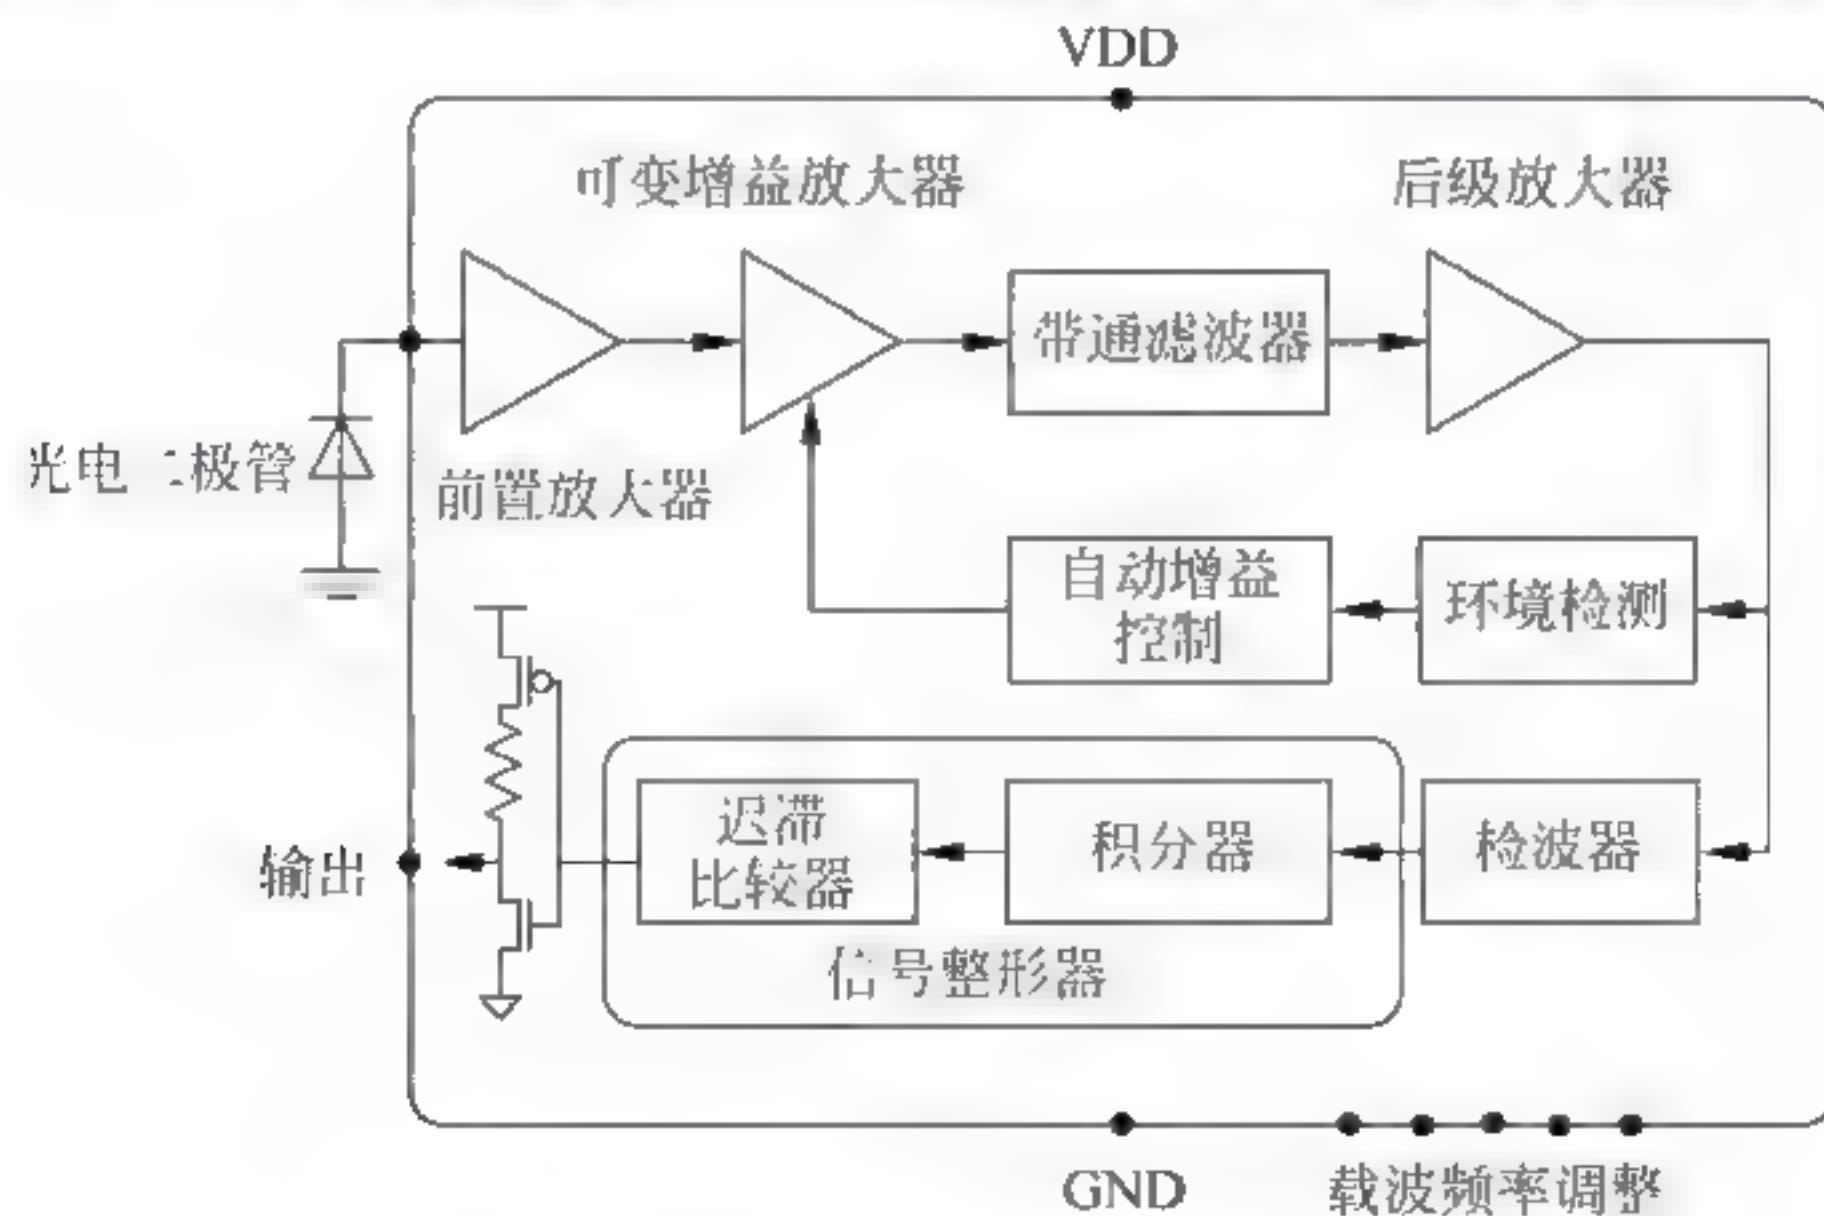 VDD
可变增益放大器
后级放大器
带通滤波器
光电二极管
前置放大器
自动增益
控制
环境检测
迟滞
比较器
积分器
检波器
输出
信号整形器
GND
载波频率调整